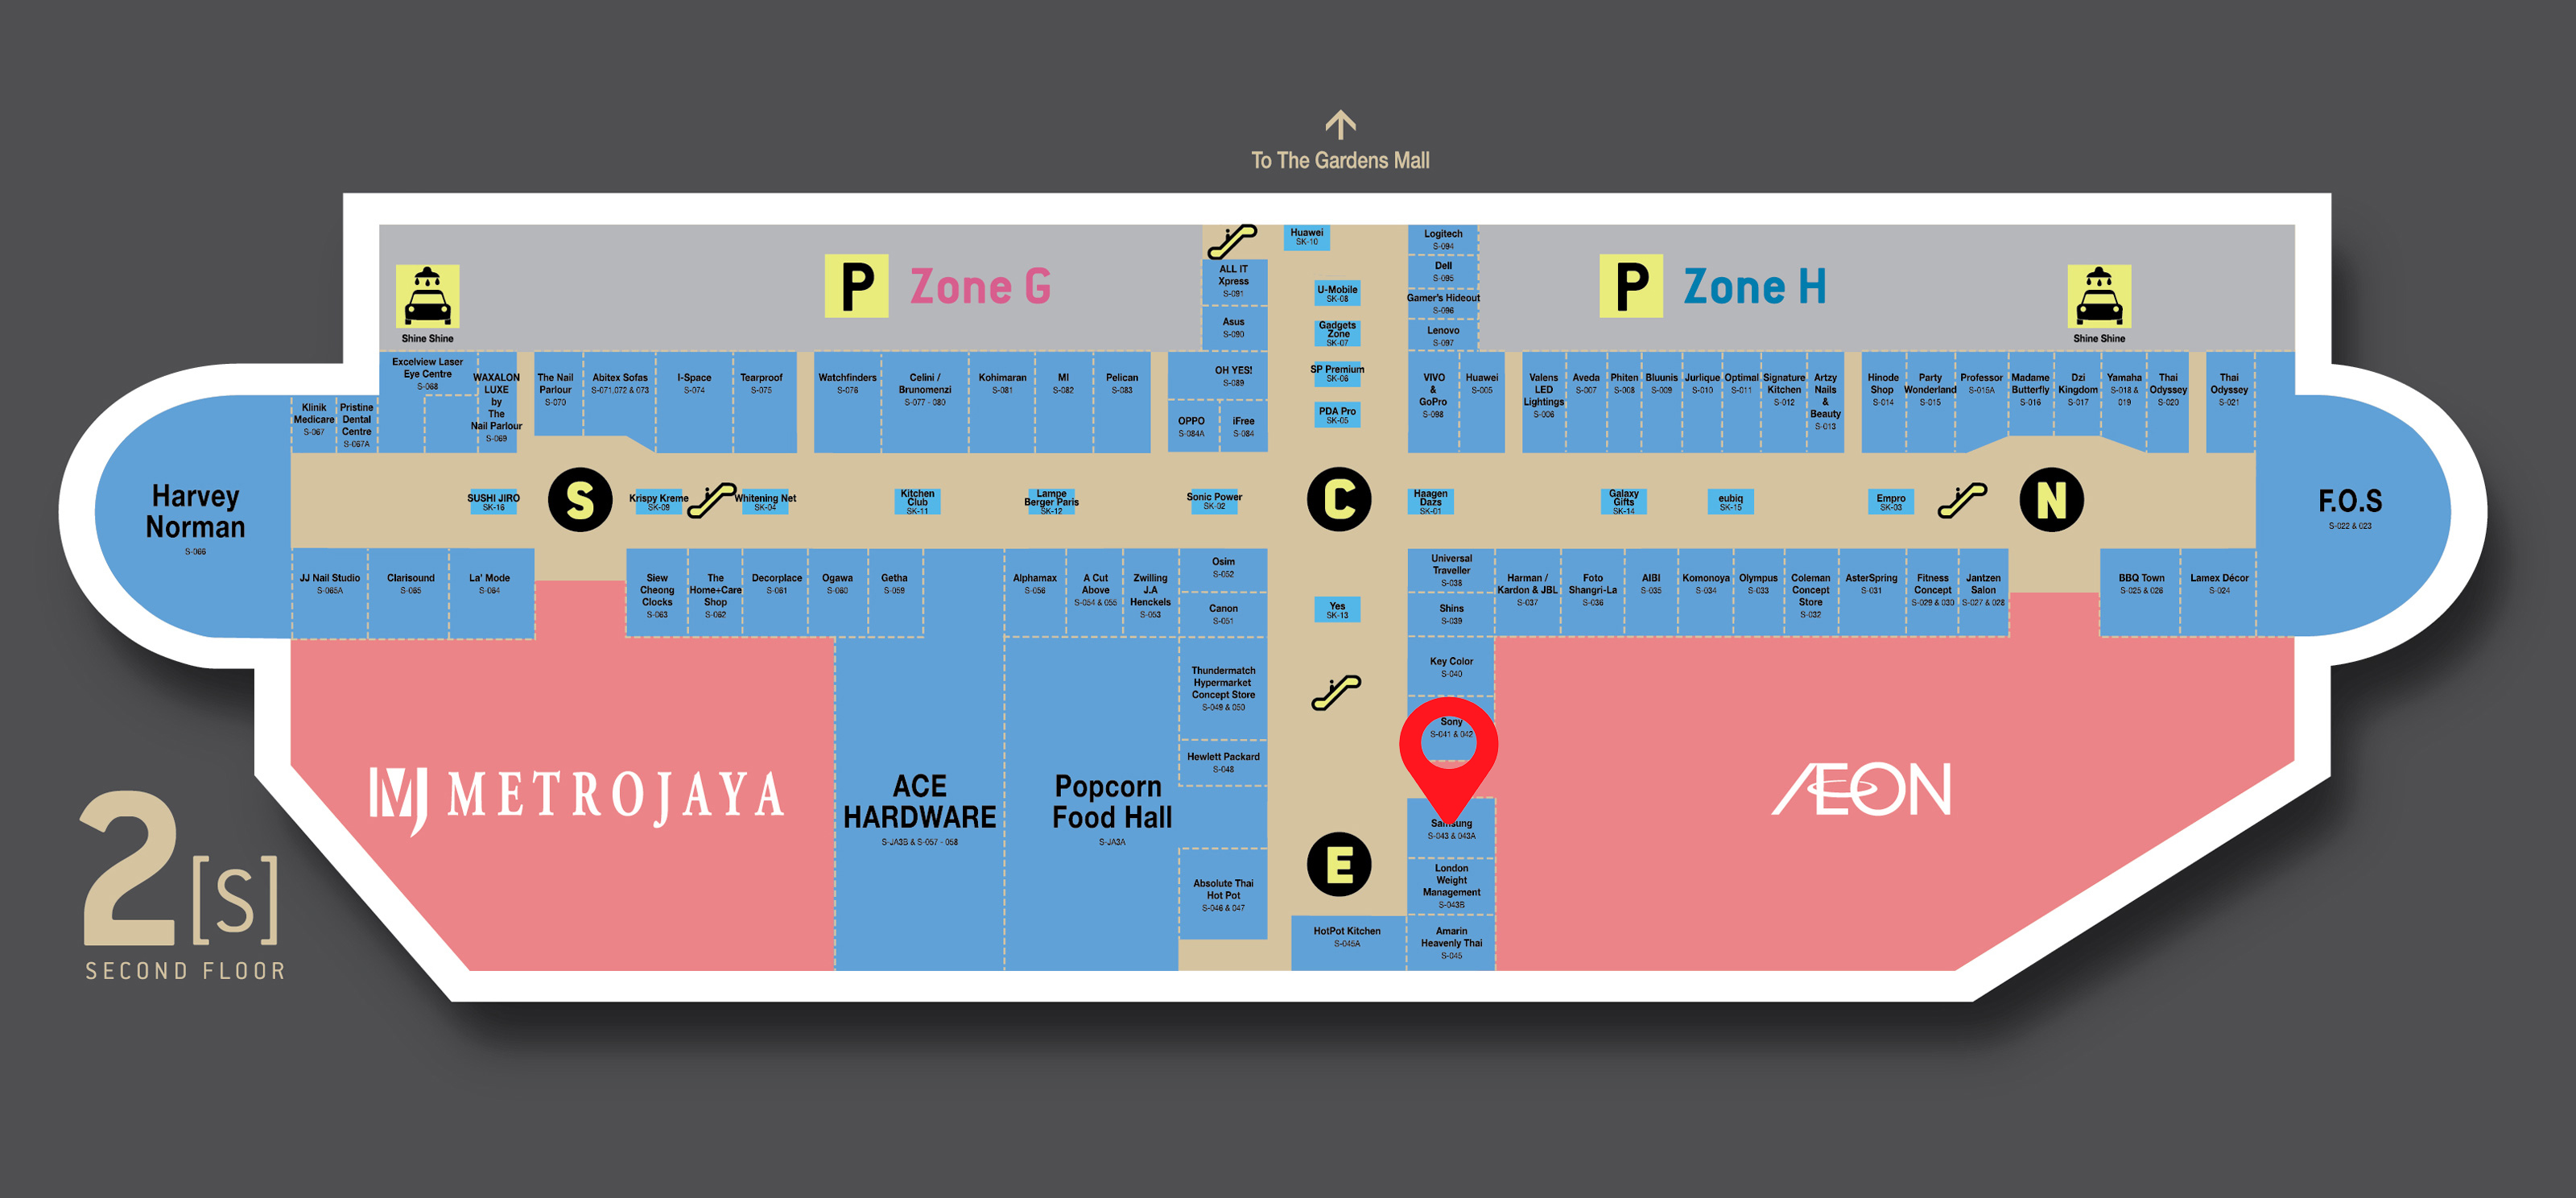 To The Gardens Mall
Huawei
SK-10
Logitech
S-094
ALL IT
Xpress
S-091
Dell
S-095
P
Zone G
P
Zone H
U-Mobile
SK-08
Gamer's Hideout
S-096
Shine Shine
Asus
S-090
Gadgets
Zone
SK-07
Lenovo
S-097
Shine Shine
Excelview Laser
Eye Centre
S-068
WAXALON
LUXE
by
The
Nail Parlour
S-069
The Nail
Parlour
S-070
Abitex Sofas
S-071,072 & 073
I-Space
S-074
Tearproof
S-075
Watchfinders
S-076
Celini /
Brunomenzi
S-077 - 080
Kohimaran
S-081
MI
S-082
Pelican
S-083
OH YES!
S-089
SP Premium
SK-06
VIVO
&
GoPro
S-098
Huawei
S-005
Valens
LED
Lightings
S-006
Aveda
S-007
Phiten
S-008
Bluunis
S-009
Jurlique
S-010
Optimal
S-011
Signature
Kitchen
S-012
Artzy
Nails
&
Beauty
S-013
Hinode
Shop
S-014
Party
Wonderland
S-015
Professor
S-015A
Madame
Butterfly
S-016
Dzi
Kingdom
S-017
Yamaha
S-018 &
019
Thai
Odyssey
S-020
Thai
Odyssey
S-021
Klinik
Medicare
S-067
Pristine
Dental
Centre
S-067A
OPPO
S-084A
iFree
S-084
PDA Pro
SK-05
Harvey
Norman
S-066
SUSHI JIRO
SK-16
S
Krispy Kreme
SK-09
Whitening Net
SK-04
Kitchen
Club
SK-11
Lampe
Berger Paris
SK-12
Sonic Power
SK-02
C
Haagen
Dazs
SK-01
Galaxy
Gifts
SK-14
eubiq
SK-15
Empro
SK-03
N
F.O.S
S-022 & 023
JJ Nail Studio
S-065A
Clarisound
S-065
La' Mode
S-064
Siew
Cheong
Clocks
S-063
The
Home+Care
Shop
S-062
Decorplace
S-061
Ogawa
S-060
Getha
S-059
Alphamax
S-056
A Cut
Above
S-054 & 055
Zwilling
J.A
Henckels
S-053
Osim
S-052
Canon
S-051
Yes
SK-13
Universal
Traveller
S-038
Shins
S-039
Harman /
Kardon & JBL
S-037
Foto
Shangri-La
S-036
AIBI
S-035
Komonoya
S-034
Olympus
S-033
Coleman
Concept
Store
S-032
AsterSpring
S-031
Fitness
Concept
S-029 & 030
Jantzen
Salon
S-027 & 028
BBQ Town
S-025 & 026
Lamex Décor
S-024
Thundermatch
Hypermarket
Concept Store
S-049 & 050
Key Color
S-040
Sony
S-041 & 042
Hewlett Packard
S-048
MJ METROJAYA
ACE
HARDWARE
S-JA3B & S-057 - 058
Popcorn
Food Hall
S-JA3A
AEON
Samsung
S-043 & 043A
E
London
Weight
Management
S-043B
Absolute Thai
Hot Pot
S-046 & 047
HotPot Kitchen
S-045A
Amarin
Heavenly Thai
S-045
2[S]
SECOND FLOOR